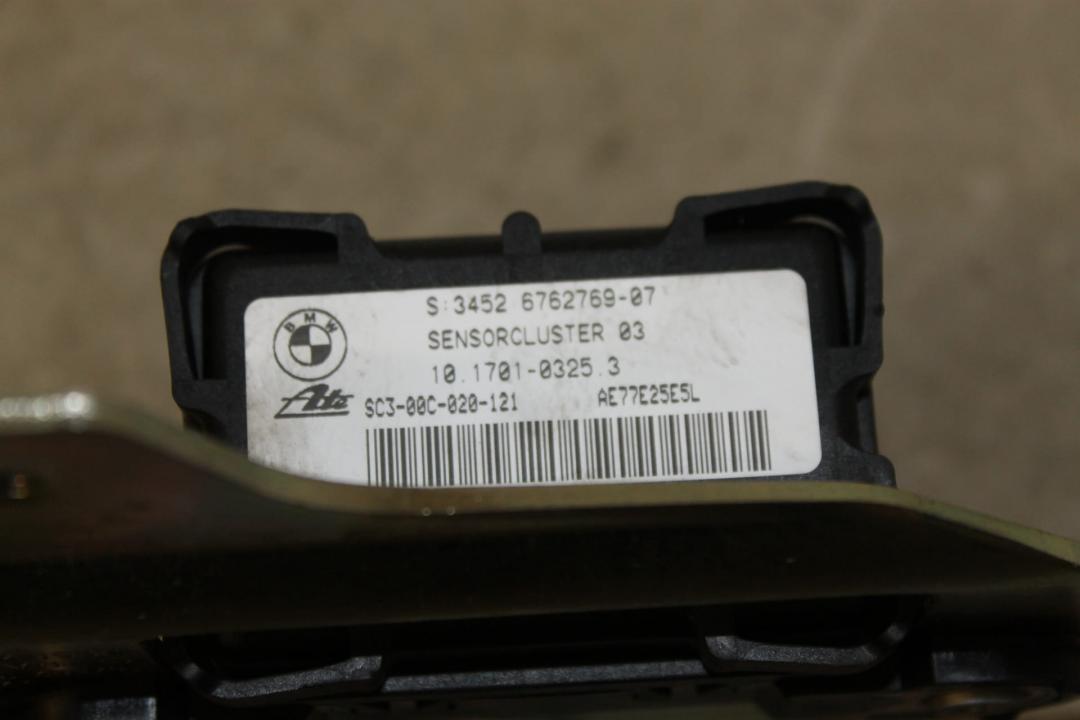 S:3452 6762769-07
BMW
SENSORCLUSTER 03
10.1701-0325.3
Ate
SC3-00C-020-121 AE77E25E5L